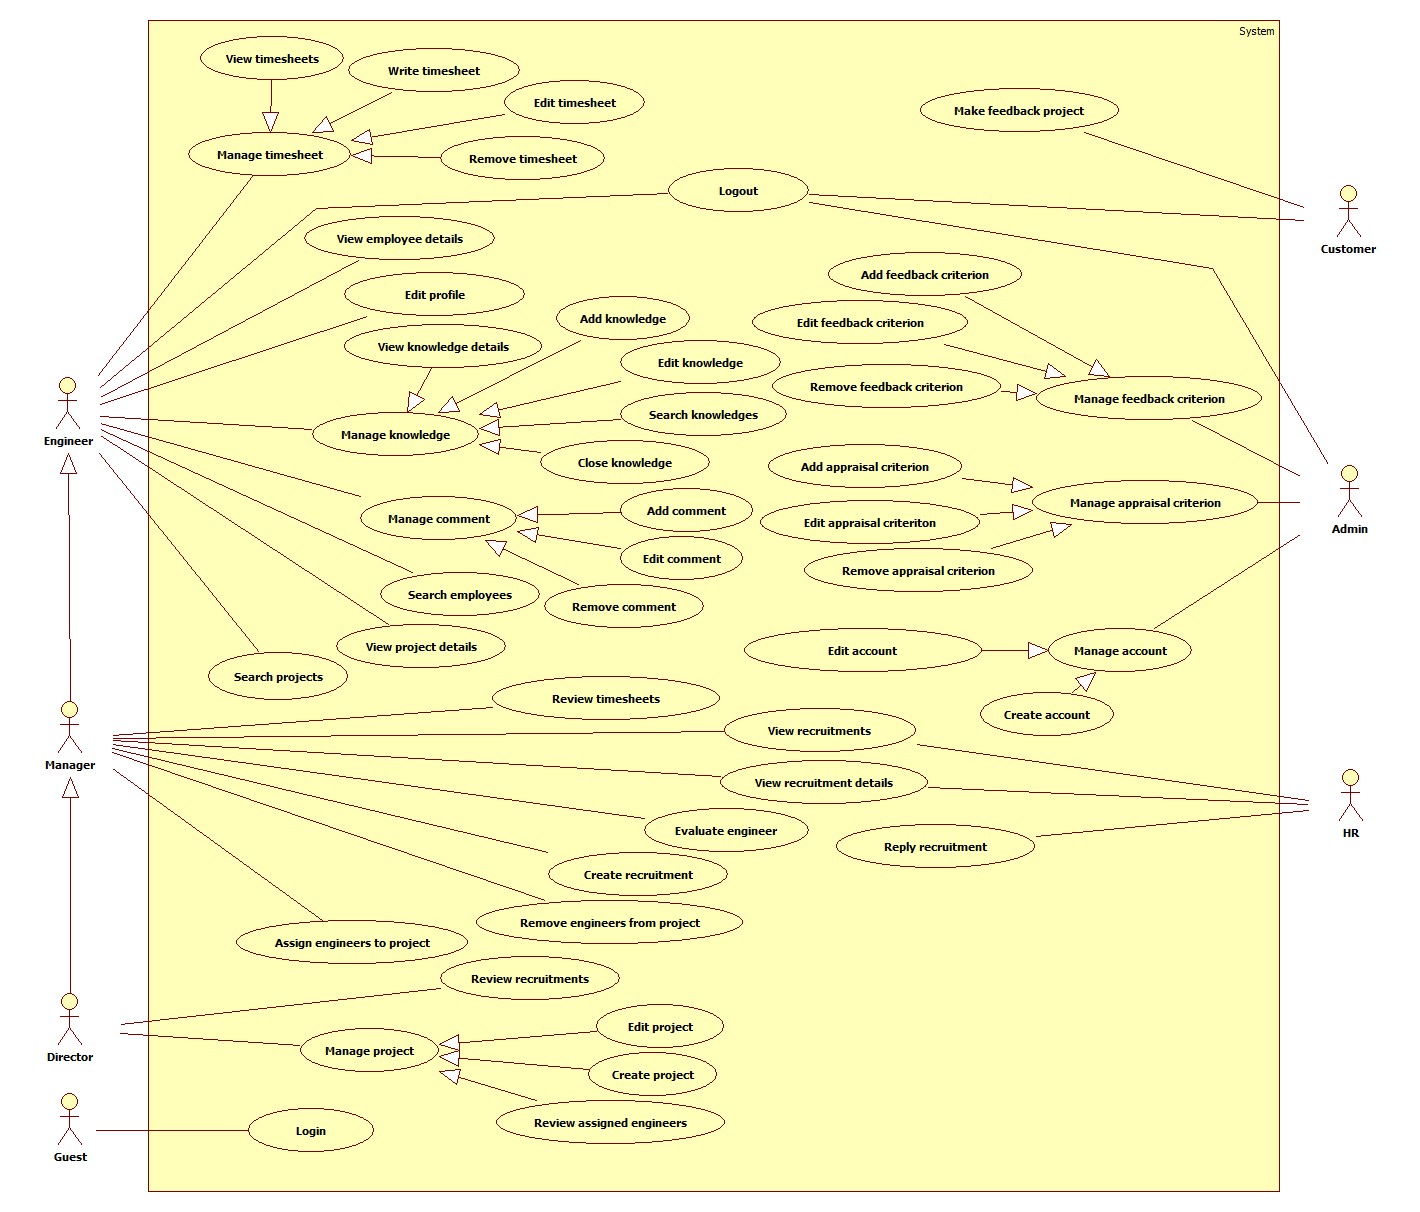 System
View timesheets
Write timesheet
Edit timesheet
Make feedback project
Manage timesheet
Remove timesheet
Logout
Customer
View employee details
Add feedback criterion
Edit profile
Add knowledge
Edit feedback criterion
View knowledge details
Edit knowledge
Remove feedback criterion
Manage feedback criterion
Search knowledges
Engineer
Manage knowledge
Close knowledge
Add appraisal criterion
Manage appraisal criterion
Add comment
Manage comment
Edit appraisal criteriton
Admin
Edit comment
Remove appraisal criterion
Search employees
Remove comment
View project details
Edit account
Manage account
Search projects
Review timesheets
Create account
View recruitments
Manager
View recruitment details
Evaluate engineer
HR
Reply recruitment
Create recruitment
Remove engineers from project
Assign engineers to project
Review recruitments
Edit project
Manage project
Director
Create project
Review assigned engineers
Login
Guest